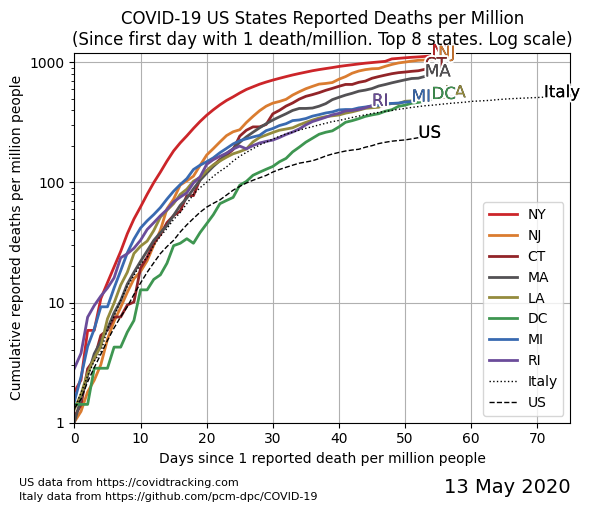 COVID-19 US States Reported Deaths per Million
(Since first day with 1 death/million. Top 8 states. Log scale)
Cumulative reported deaths per million people
1000
100
10
1
NJ
CT
MA
RI
MI
DC
LA
Italy
US
NY
NJ
CT
MA
LA
DC
MI
RI
Italy
US
0 10 20 30 40 50 60 70
Days since 1 reported death per million people
US data from https://covidtracking.com
Italy data from https://github.com/pcm-dpc/COVID-19
13 May 2020